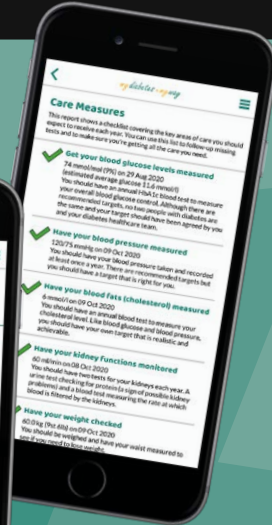 my diabetes my way
Care Measures
This report shows a checklist covering the key areas of care you should
expect to receive each year. You can use this list to follow-up missing
tests and to make sure you're getting all the care you need.
Get your blood glucose levels measured
74 mmol/mol (9%) on 29 Aug 2020
(estimated average glucose 11.6 mmol/l)
You should have an annual HbA1c blood test to measure
your overall blood glucose control. Although there are
recommended targets, no two people with diabetes are
the same and your target should have been agreed by you
and your diabetes healthcare team.
Have your blood pressure measured
120/75 mmHg on 09 Oct 2020
You should have your blood pressure taken and recorded
at least once a year. There are recommended targets but
you should have a target that is right for you.
Have your blood fats (cholesterol) measured
6 mmol/l on 09 Oct 2020
You should have an annual blood test to measure your
cholesterol level. Like blood glucose and blood pressure,
you should have your own target that is realistic and
achievable.
Have your kidney functions monitored
60 ml/min on 08 Oct 2020
You should have two tests for your kidneys each year. A
urine test checking for protein (a sign of possible kidney
problems) and a blood test measuring the rate at which
blood is filtered by the kidneys.
Have your weight checked
60.0 kg (9st 6lb) on 09 Oct 2020
You should be weighed and have your waist measured to
see if you need to lose weight.